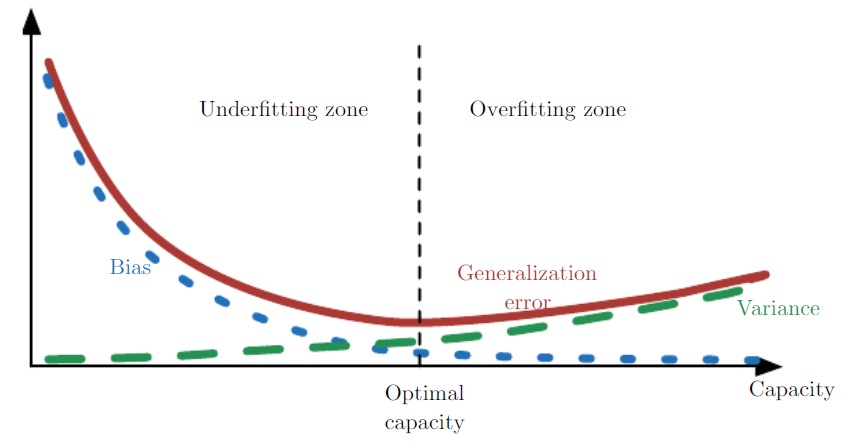 Underfitting zone
Overfitting zone
Bias
Generalization
error
Variance
Optimal
capacity
Capacity